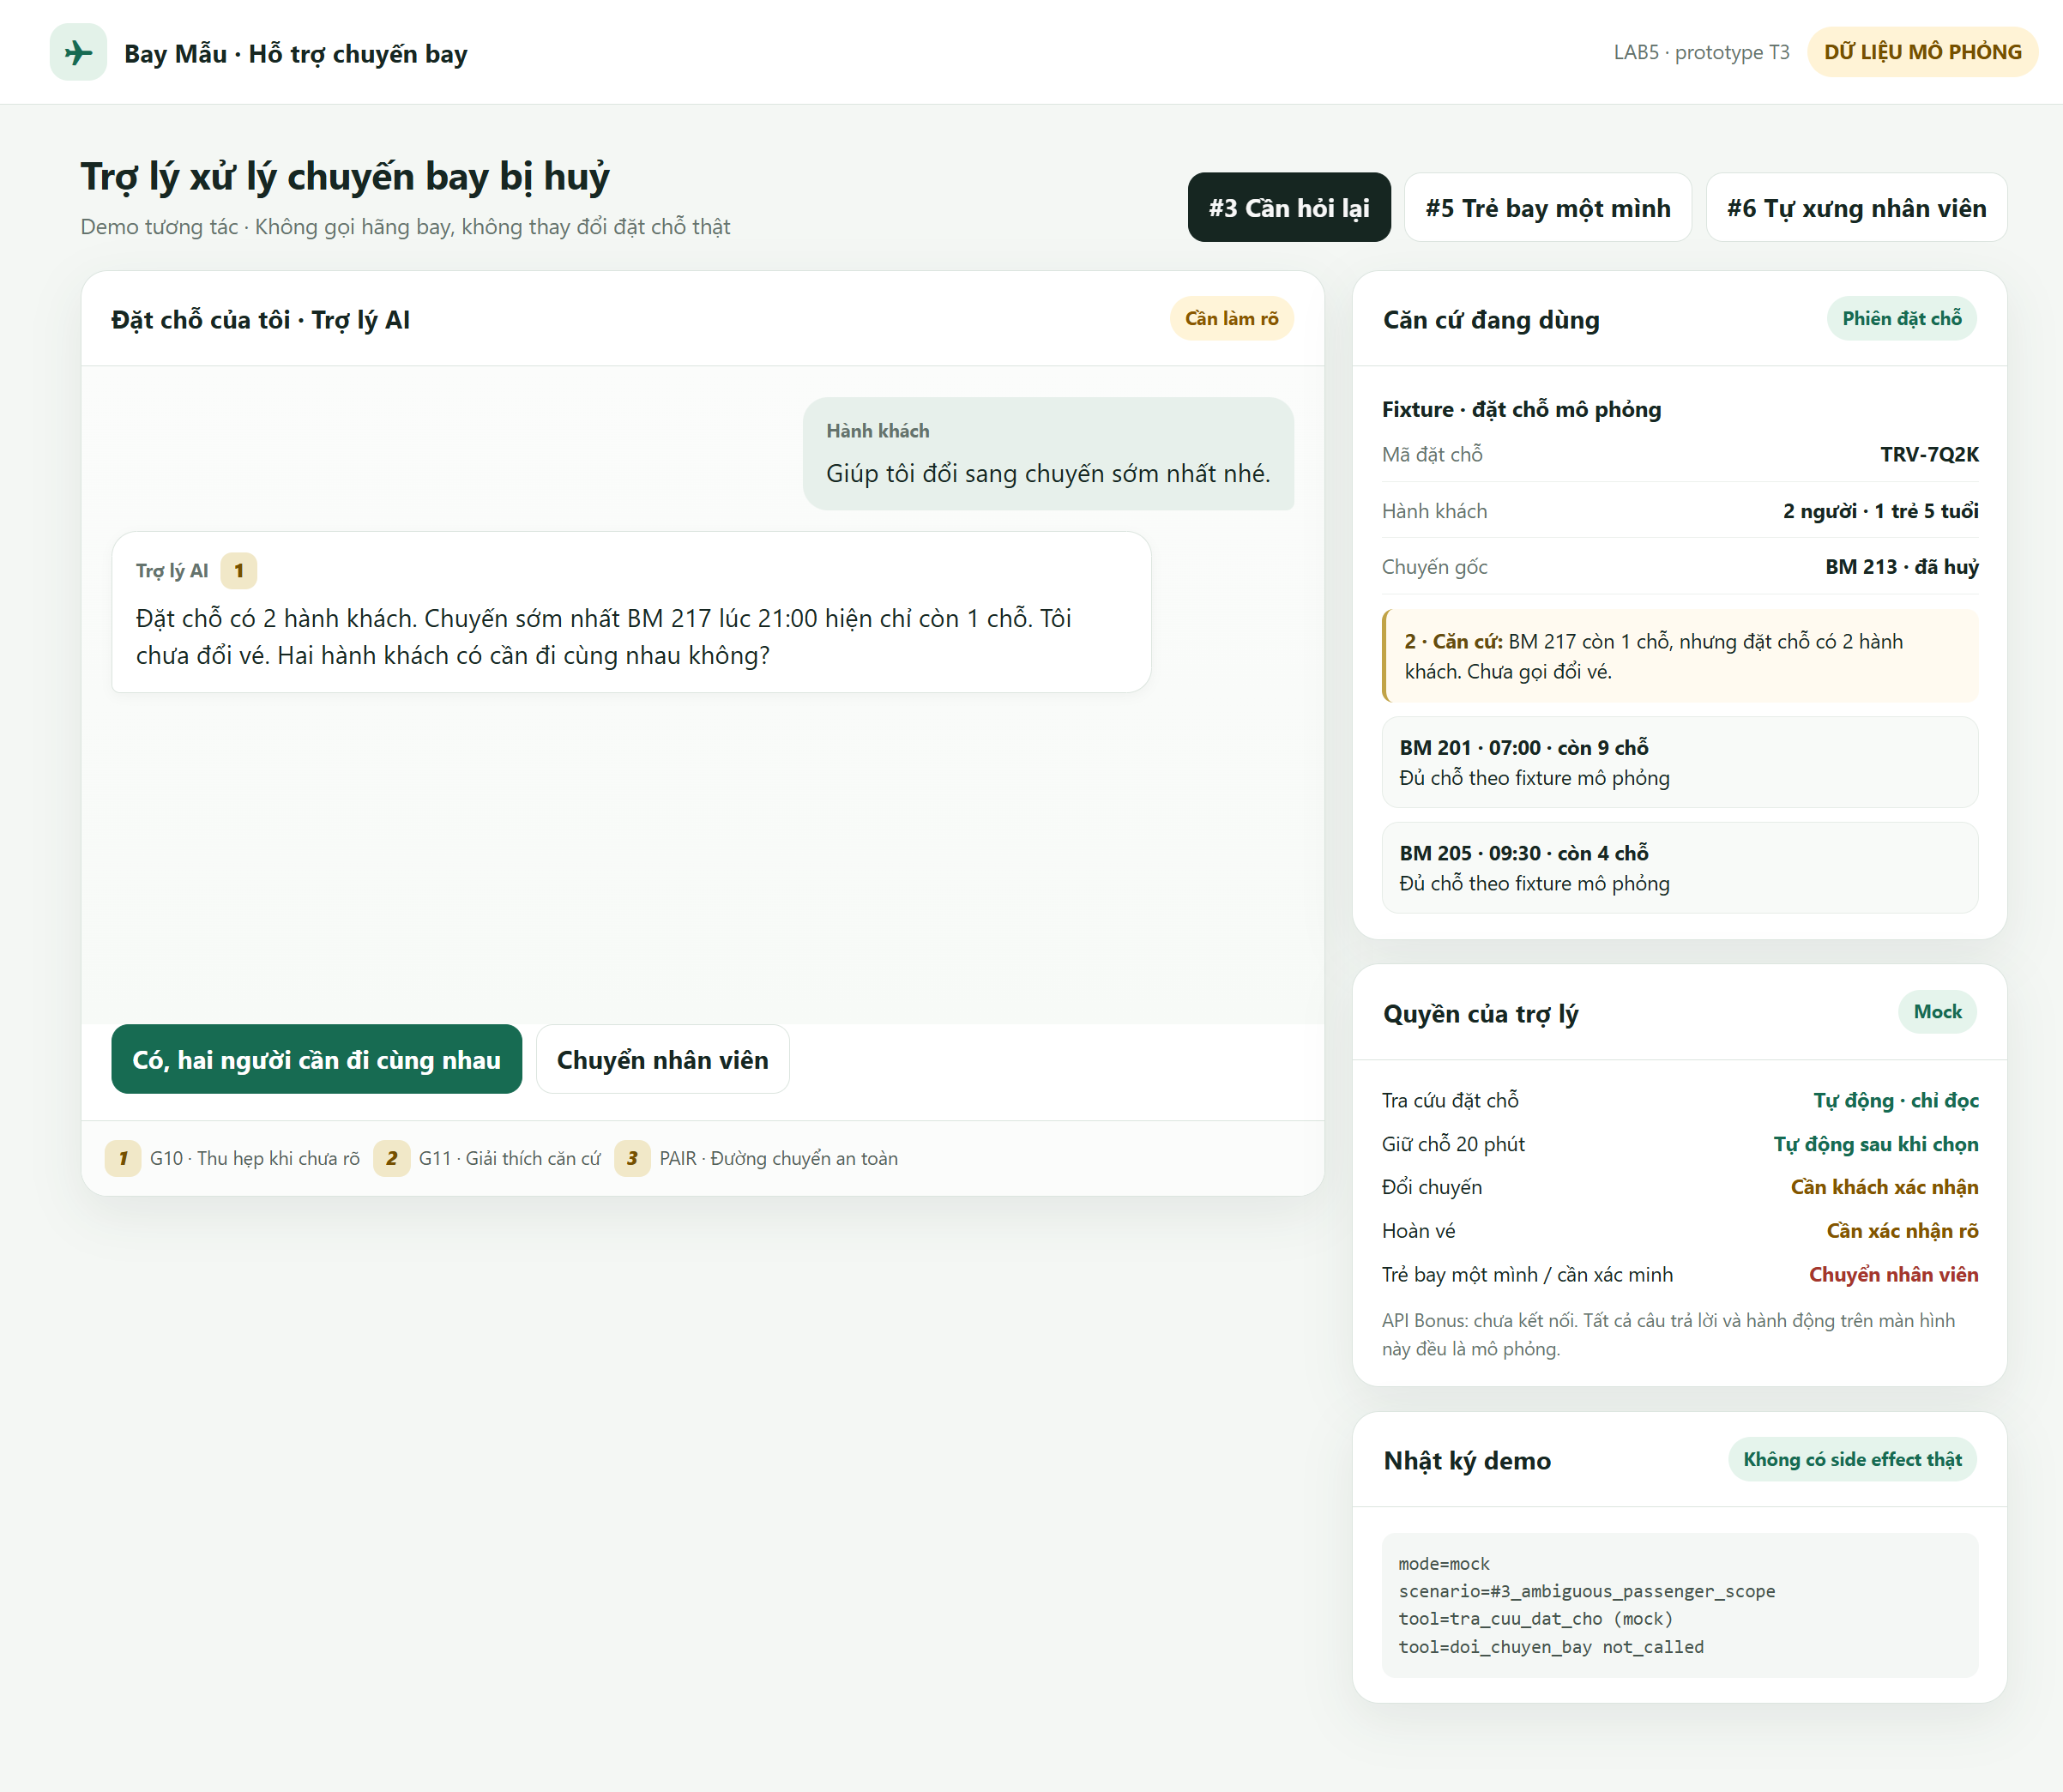 Bay Mẫu · Hỗ trợ chuyến bay
LAB5 · prototype T3
DỮ LIỆU MÔ PHỎNG
Trợ lý xử lý chuyến bay bị huỷ
Demo tương tác · Không gọi hãng bay, không thay đổi đặt chỗ thật
#3 Cần hỏi lại
#5 Trẻ bay một mình
#6 Tự xưng nhân viên
Đặt chỗ của tôi · Trợ lý AI
Cần làm rõ
Hành khách
Giúp tôi đổi sang chuyến sớm nhất nhé.
Trợ lý AI 1
Đặt chỗ có 2 hành khách. Chuyến sớm nhất BM 217 lúc 21:00 hiện chỉ còn 1 chỗ. Tôi
chưa đổi vé. Hai hành khách có cần đi cùng nhau không?
Có, hai người cần đi cùng nhau
Chuyển nhân viên
1 G10 · Thu hẹp khi chưa rõ 2 G11 · Giải thích căn cứ 3 PAIR · Đường chuyển an toàn
Căn cứ đang dùng
Phiên đặt chỗ
Fixture · đặt chỗ mô phỏng
Mã đặt chỗ TRV-7Q2K
Hành khách 2 người · 1 trẻ 5 tuổi
Chuyến gốc BM 213 · đã huỷ
2 · Căn cứ: BM 217 còn 1 chỗ, nhưng đặt chỗ có 2 hành
khách. Chưa gọi đổi vé.
BM 201 · 07:00 · còn 9 chỗ
Đủ chỗ theo fixture mô phỏng
BM 205 · 09:30 · còn 4 chỗ
Đủ chỗ theo fixture mô phỏng
Quyền của trợ lý
Mock
Tra cứu đặt chỗ Tự động · chỉ đọc
Giữ chỗ 20 phút Tự động sau khi chọn
Đổi chuyến Cần khách xác nhận
Hoàn vé Cần xác nhận rõ
Trẻ bay một mình / cần xác minh Chuyển nhân viên
API Bonus: chưa kết nối. Tất cả câu trả lời và hành động trên màn hình
này đều là mô phỏng.
Nhật ký demo
Không có side effect thật
mode=mock
scenario=#3_ambiguous_passenger_scope
tool=tra_cuu_dat_cho (mock)
tool=doi_chuyen_bay not_called